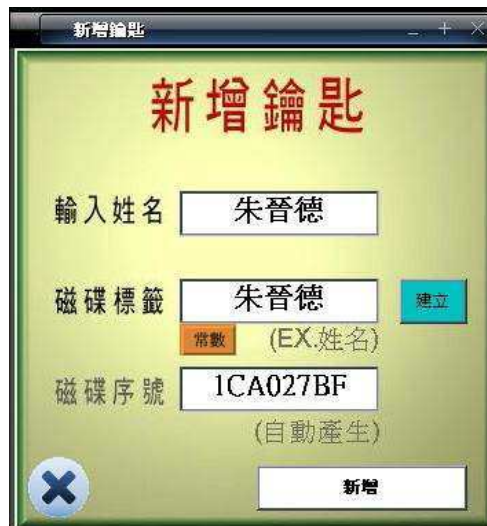 新增鑰匙
新增鑰匙
輸入姓名 朱晉德
磁碟標籤 朱晉德 建立
常數 (EX.姓名)
磁碟序號 1CA027BF
(自動產生)
新增